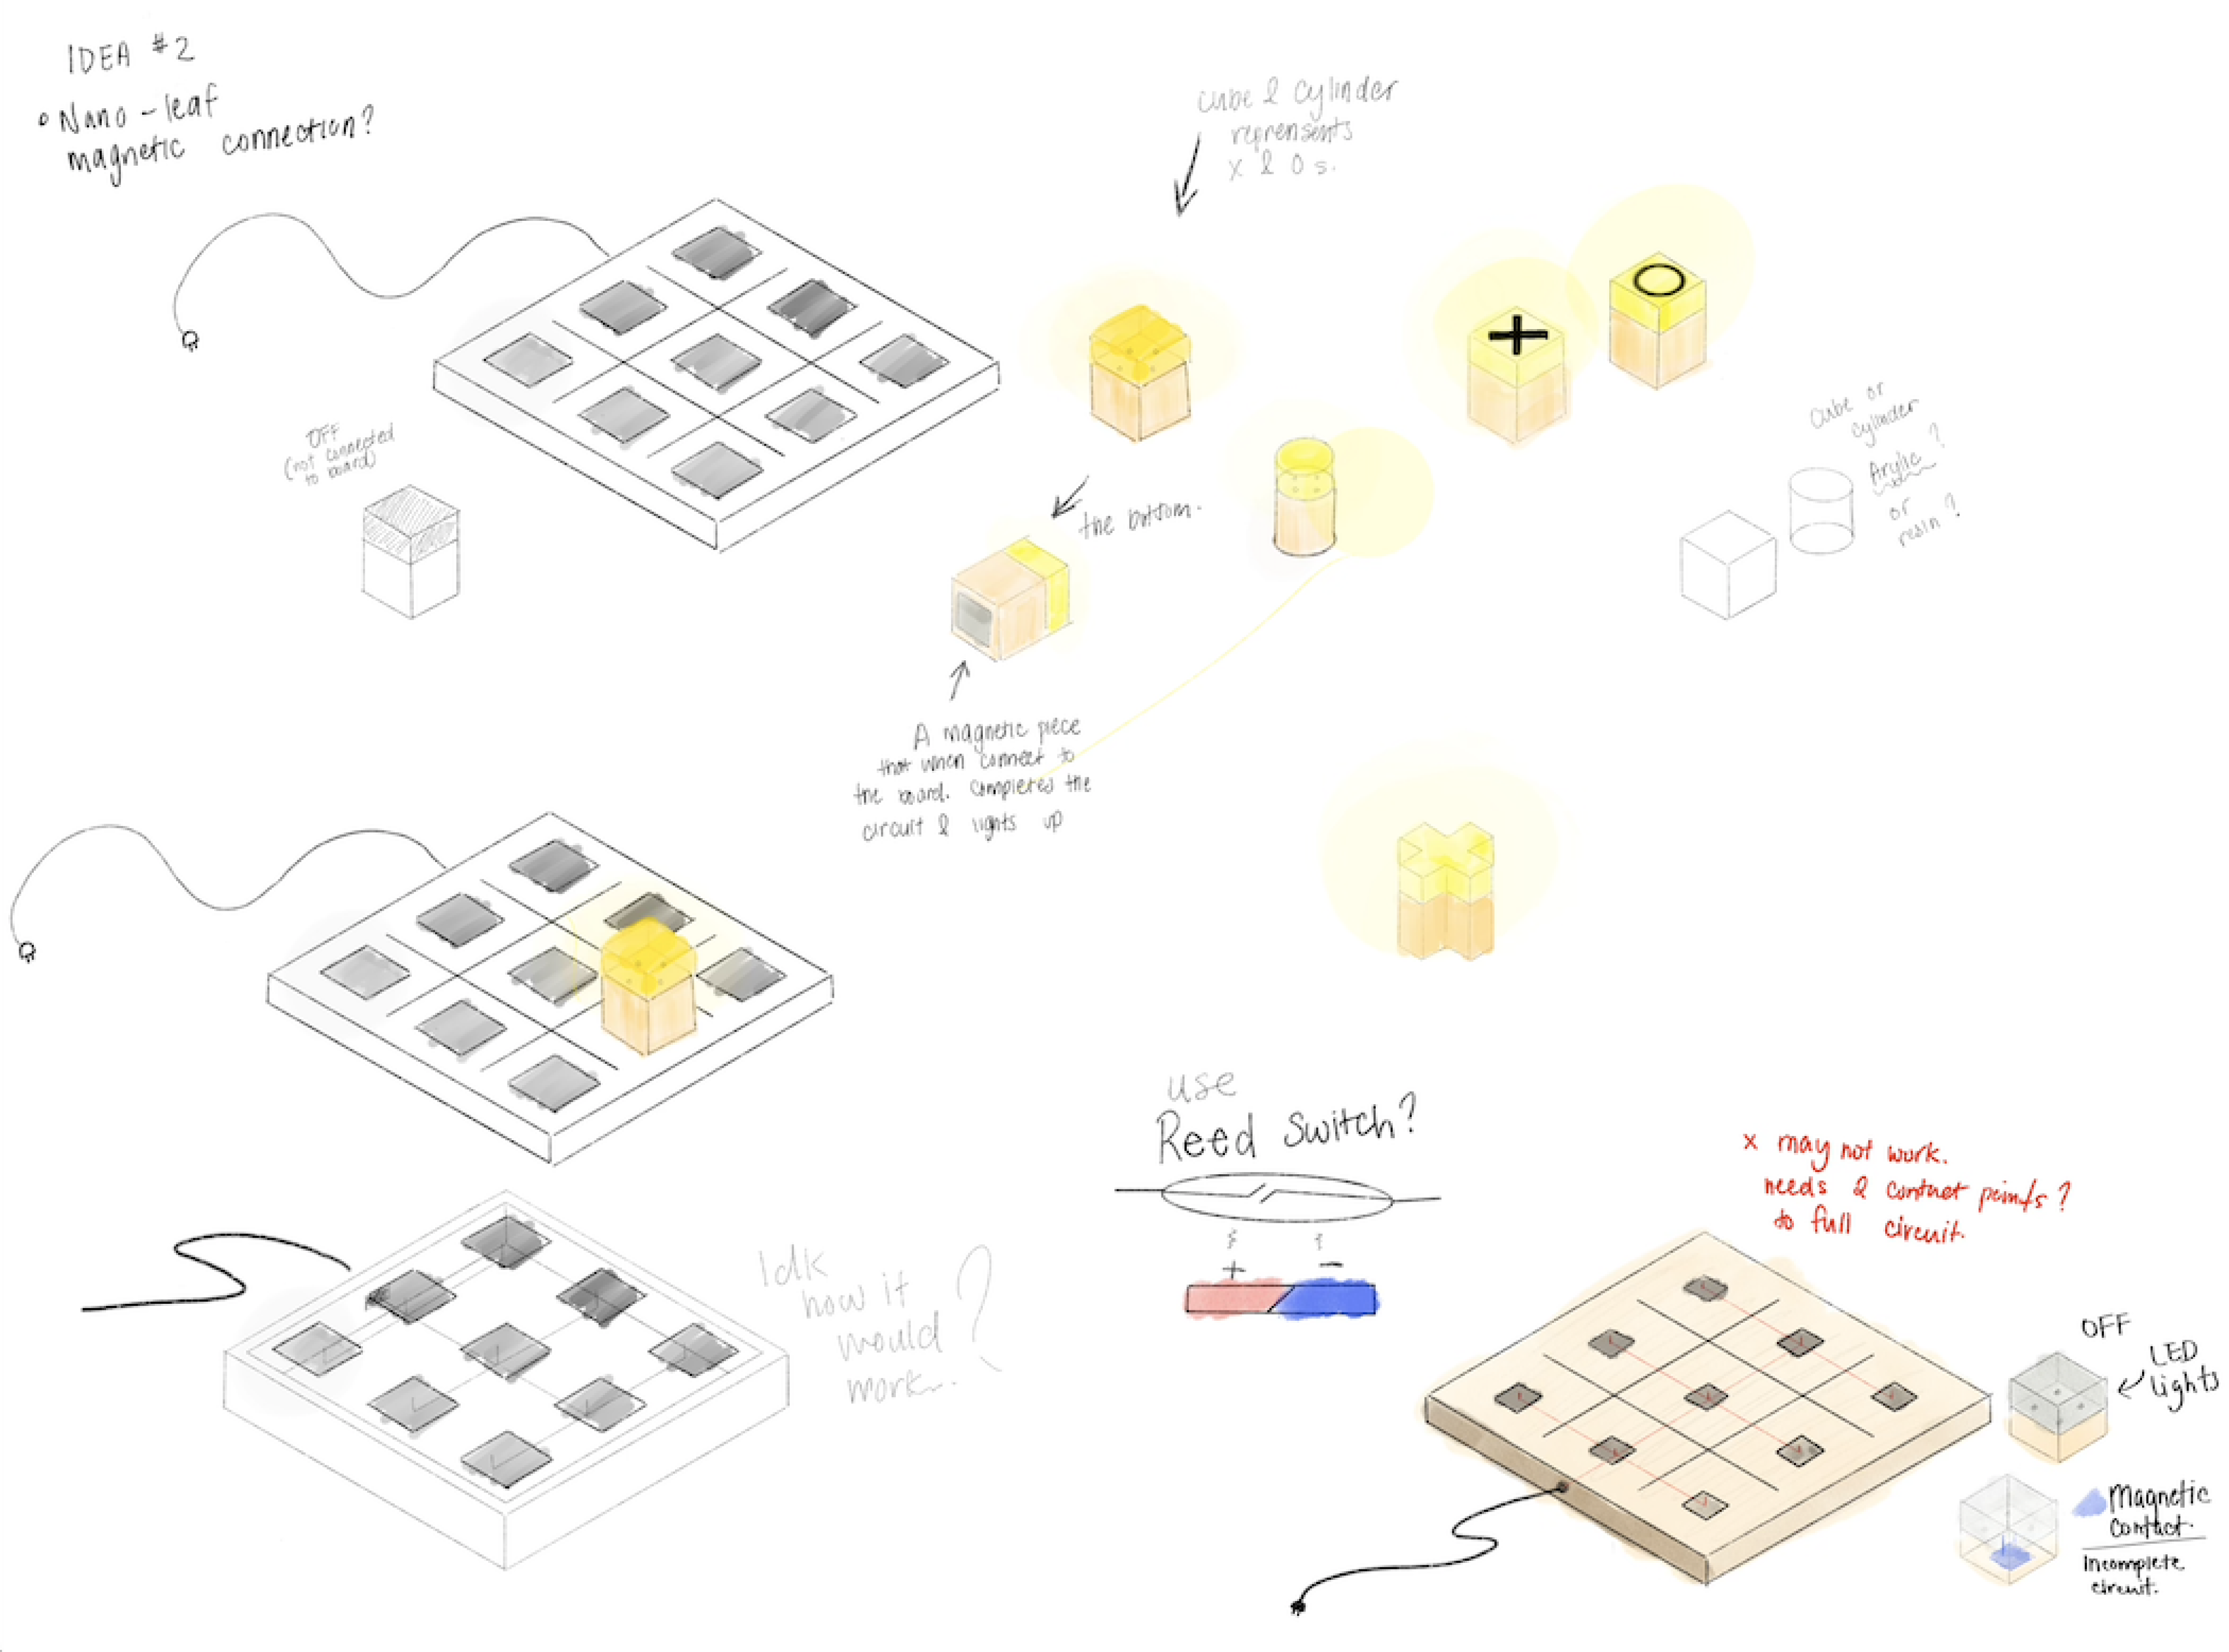 IDEA #2
• Nano-leaf
magnetic connection?
cube & cylinder
reprensents
x & O s.
OFF
(not connected
to board)
cube or
cylinder
Arylic?
or
resin?
the bottom.
A magnetic piece
that when connect to
the board. Completes the
circuit & lights up
use
Reed Switch?
+ -
Idk
how it
would
work..?
x may not work.
needs 2 contact points?
to full circuit.
OFF
LED
lights
Magnetic
Contact.
Incomplete
circuit.